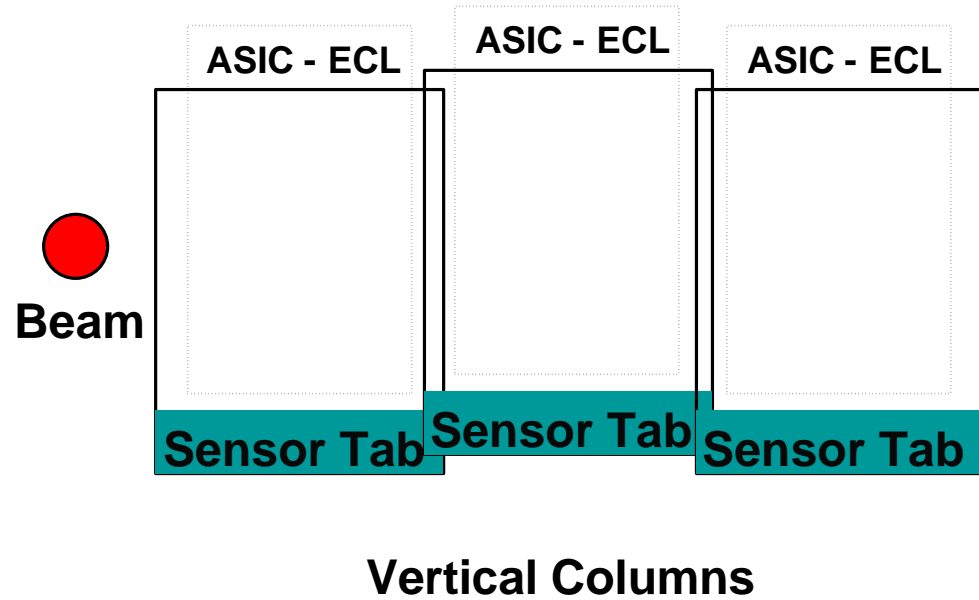 ASIC - ECL
ASIC - ECL
ASIC - ECL
Beam
Sensor Tab
Sensor Tab
Sensor Tab
Vertical Columns